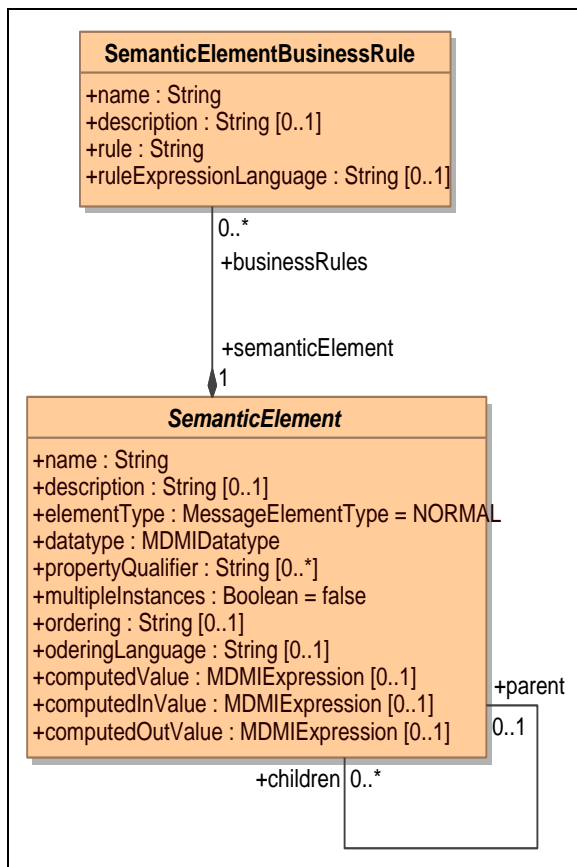 SemanticElementBusinessRule
+name : String
+description : String [0..1]
+rule : String
+ruleExpressionLanguage : String [0..1]
0..*
+businessRules
+semanticElement
1
SemanticElement
+name : String
+description : String [0..1]
+elementType : MessageElementType = NORMAL
+datatype : MDMIDatatype
+propertyQualifier : String [0..*]
+multipleInstances : Boolean = false
+ordering : String [0..1]
+oderingLanguage : String [0..1]
+computedValue : MDMIExpression [0..1]
+computedInValue : MDMIExpression [0..1]
+computedOutValue : MDMIExpression [0..1]
+parent
0..1
+children 0..*